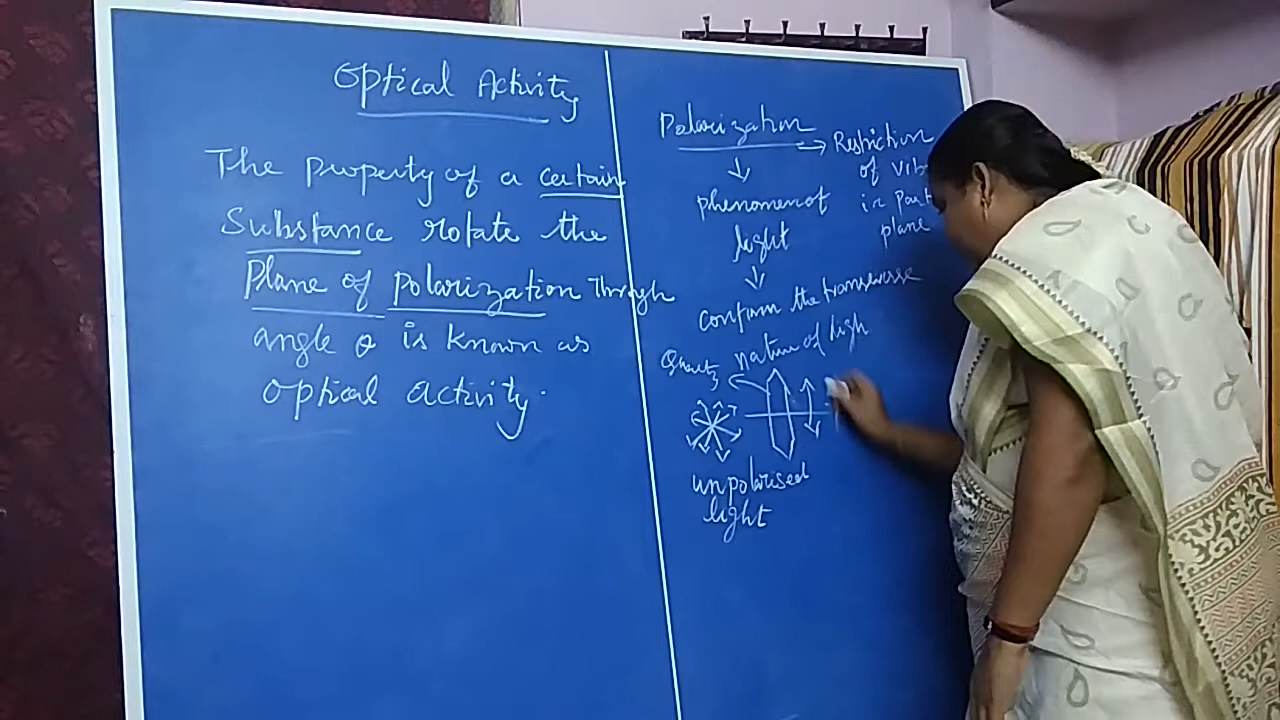 Optical Activity
The property of a certain
Substance rotate the
Plane of polarization Through
angle θ is known as
optical activity.
Polarization → Restriction
of vib
in Part
plane
↓
phenomenon of
light
↓
Confirm the transverse
nature of ligh
Quartz
unpolarised
light